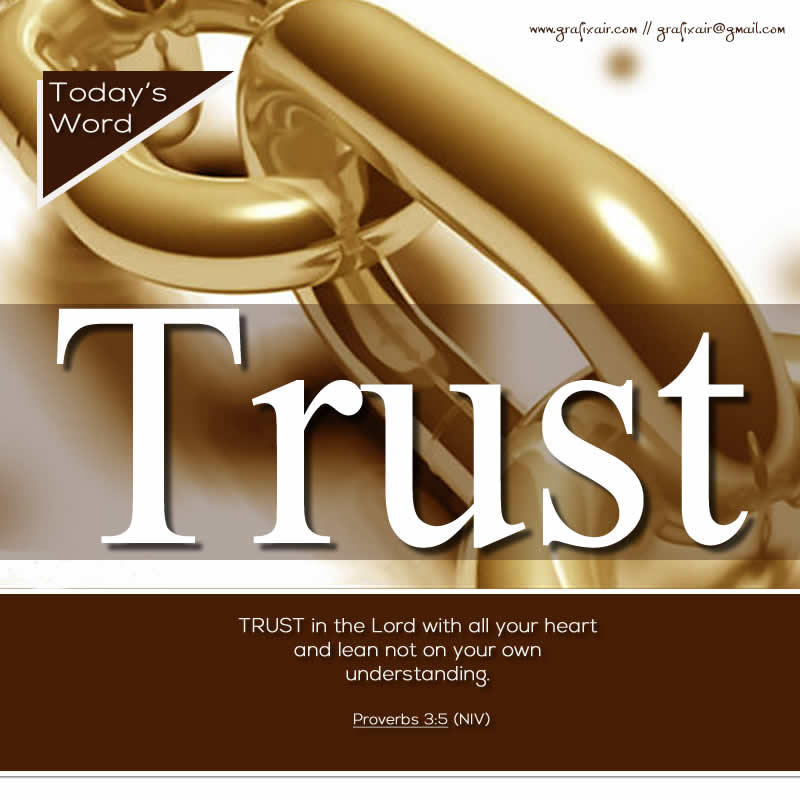 www.grafixair.com // grafixair@gmail.com
Today's
Word
Trust
TRUST in the Lord with all your heart
and lean not on your own
understanding.
Proverbs 3:5 (NIV)